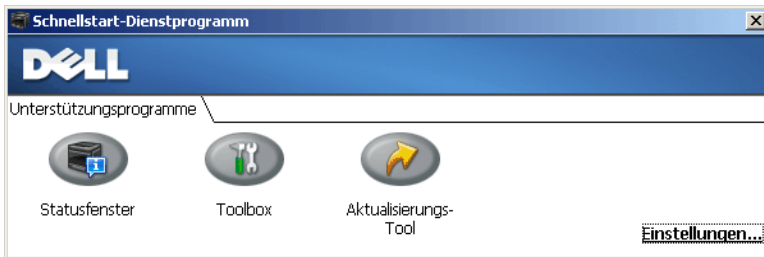 Schnellstart-Dienstprogramm
DELL
Unterstützungsprogramme
Statusfenster
Toolbox
Aktualisierungs-
Tool
Einstellungen...